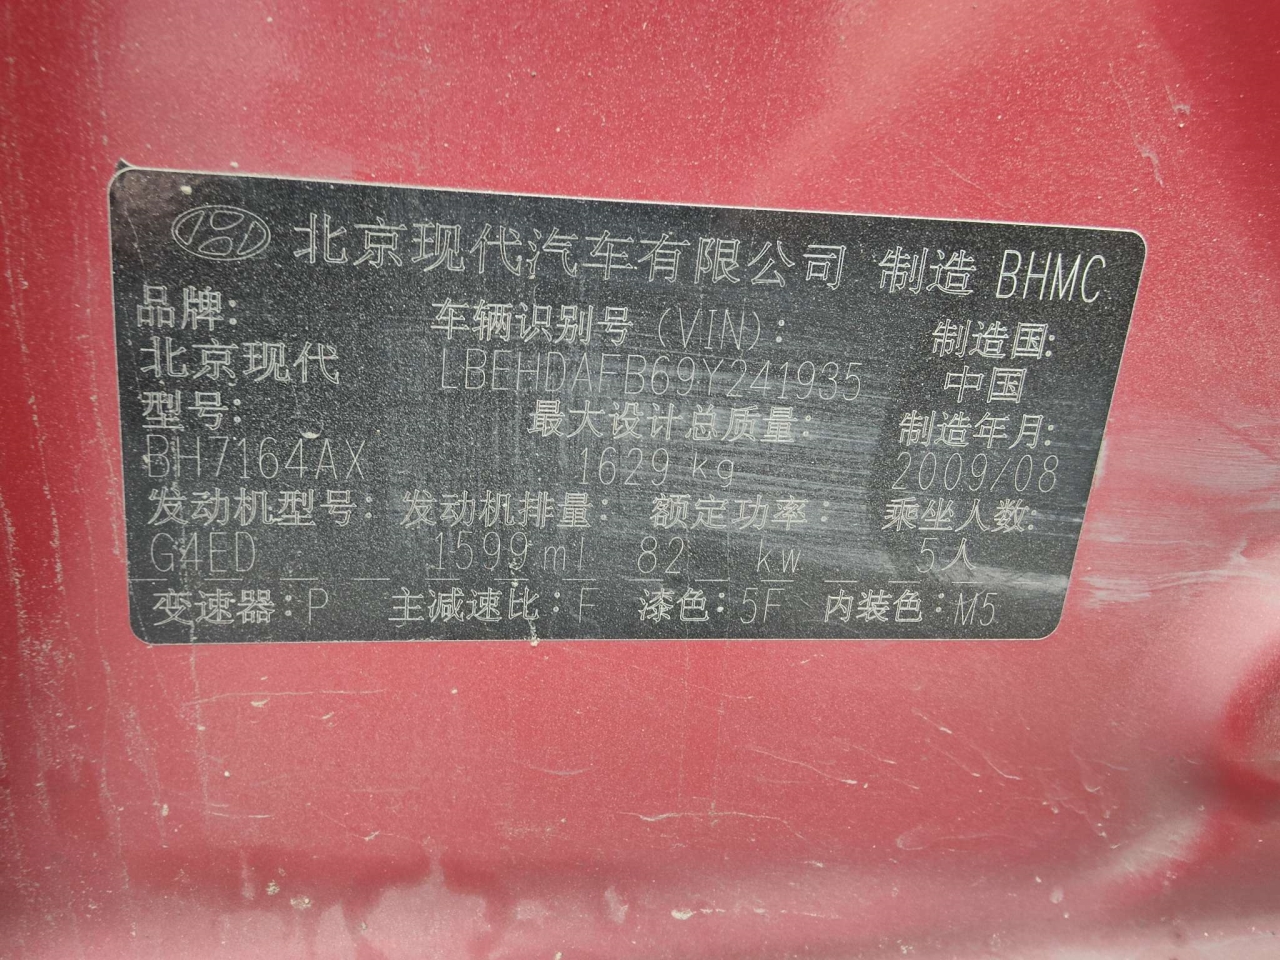 北京现代汽车有限公司 制造 BHMC
品牌: 车辆识别号 (VIN): 制造国:
北京现代 LBEHDAFB69Y241935 中国
型号: 最大设计总质量: 制造年月:
BH7164AX 1629 kg 2009/08
发动机型号: 发动机排量: 额定功率: 乘坐人数:
G4ED 1599 ml 82 kw 5人
变速器:P 主减速比:F 漆色:5F 内装色:M5